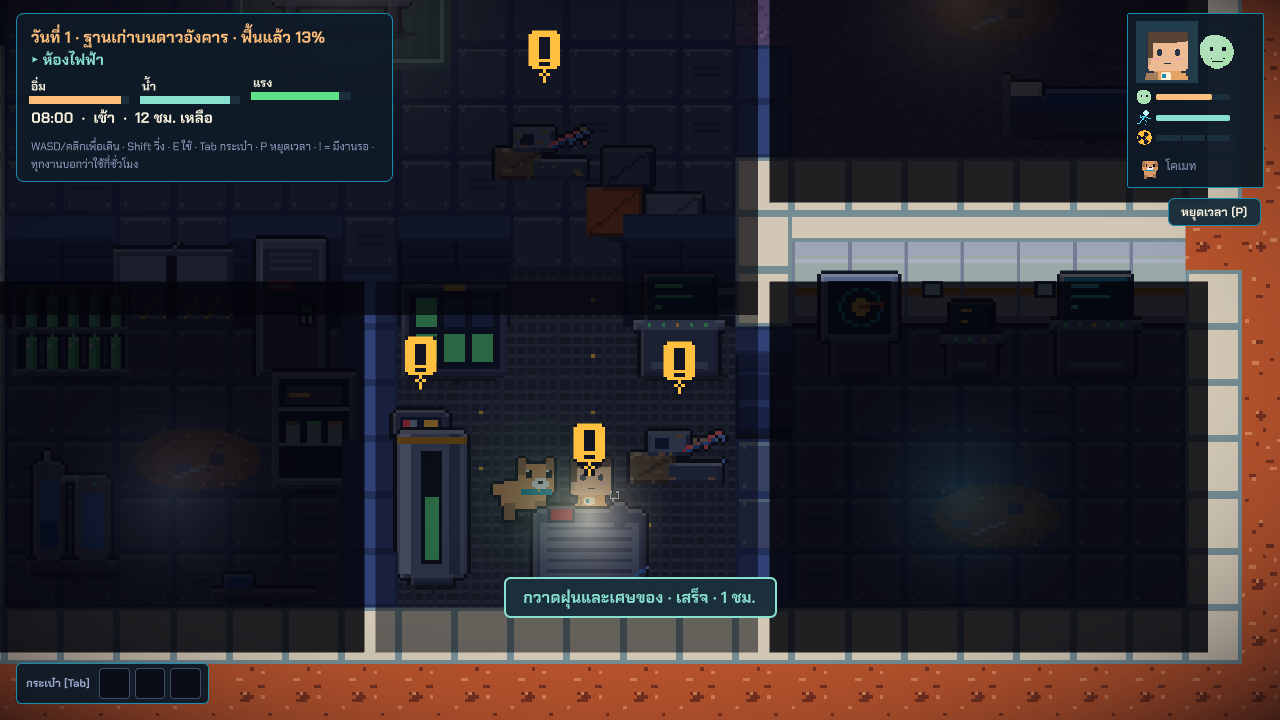 วันที่ 1 · ฐานเก่าบนดาวอังคาร · ฟื้นแล้ว 13%
▸ ห้องไฟฟ้า
อิ่ม น้ำ แรง
08:00 · เช้า · 12 ชม. เหลือ
WASD/คลิกเพื่อเดิน · Shift วิ่ง · E ใช้ · Tab กระเป๋า · P หยุดเวลา · ! = มีงานรอ ·
ทุกงานบอกว่าใช้กี่ชั่วโมง
โคเมท
หยุดเวลา (P)
กวาดฝุ่นและเศษของ · เสร็จ · 1 ชม.
กระเป๋า [Tab]